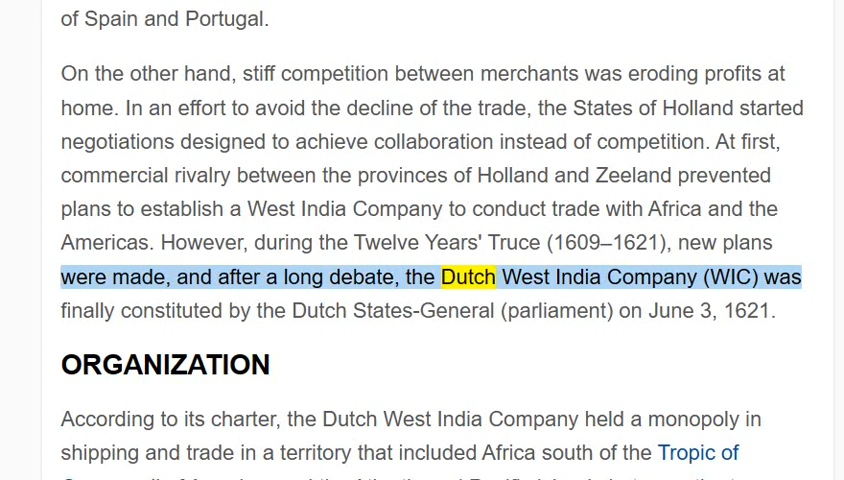 of Spain and Portugal.
On the other hand, stiff competition between merchants was eroding profits at
home. In an effort to avoid the decline of the trade, the States of Holland started
negotiations designed to achieve collaboration instead of competition. At first,
commercial rivalry between the provinces of Holland and Zeeland prevented
plans to establish a West India Company to conduct trade with Africa and the
Americas. However, during the Twelve Years' Truce (1609–1621), new plans
were made, and after a long debate, the Dutch West India Company (WIC) was
finally constituted by the Dutch States-General (parliament) on June 3, 1621.
ORGANIZATION
According to its charter, the Dutch West India Company held a monopoly in
shipping and trade in a territory that included Africa south of the Tropic of